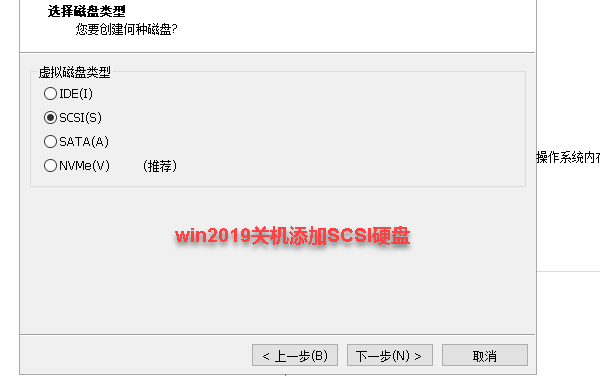 选择磁盘类型
您要创建何种磁盘?
虚拟磁盘类型
IDE(I)
SCSI(S)
SATA(A)
NVMe(V) (推荐)
操作系统内存
win2019关机添加SCSI硬盘
< 上一步(B) 下一步(N) > 取消